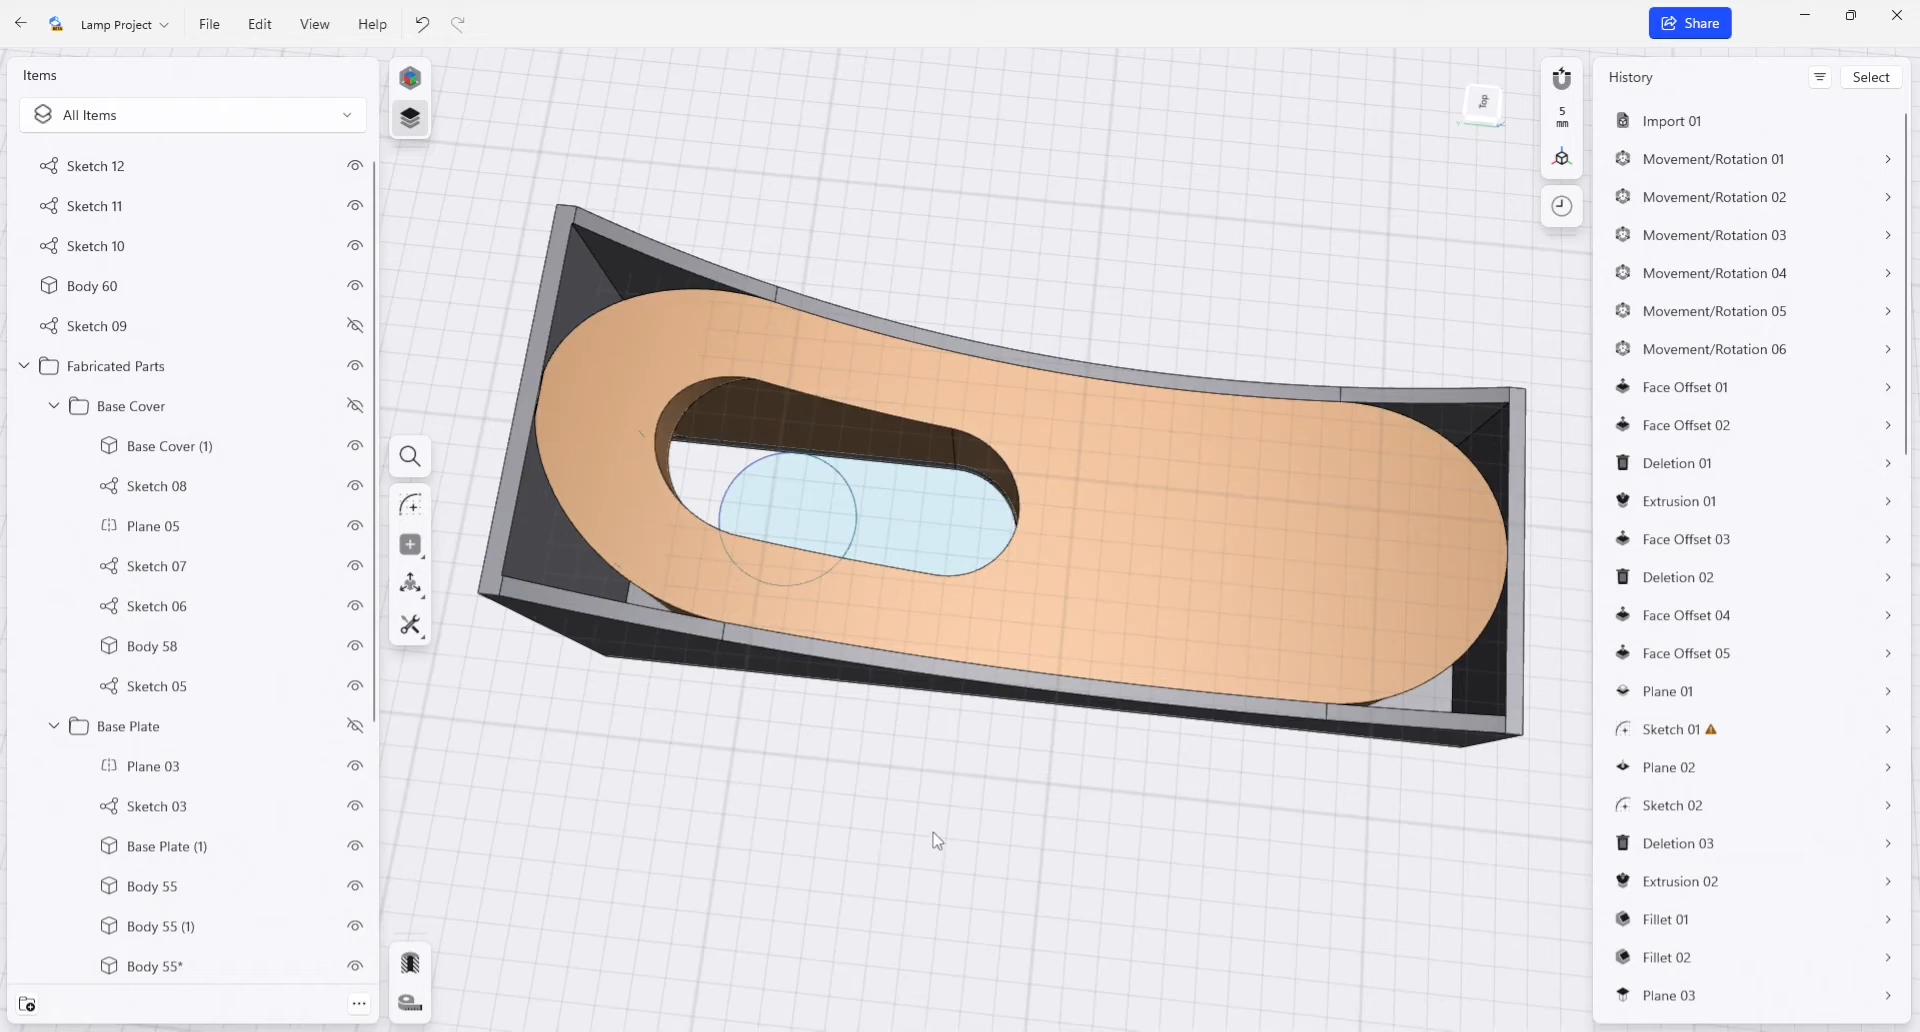 Lamp Project
File
Edit
View
Help
Share
Items
All Items
Sketch 12
Sketch 11
Sketch 10
Body 60
Sketch 09
Fabricated Parts
Base Cover
Base Cover (1)
Sketch 08
Plane 05
Sketch 07
Sketch 06
Body 58
Sketch 05
Base Plate
Plane 03
Sketch 03
Base Plate (1)
Body 55
Body 55 (1)
Body 55*
Top
5
mm
History
Select
Import 01
Movement/Rotation 01
Movement/Rotation 02
Movement/Rotation 03
Movement/Rotation 04
Movement/Rotation 05
Movement/Rotation 06
Face Offset 01
Face Offset 02
Deletion 01
Extrusion 01
Face Offset 03
Deletion 02
Face Offset 04
Face Offset 05
Plane 01
Sketch 01
Plane 02
Sketch 02
Deletion 03
Extrusion 02
Fillet 01
Fillet 02
Plane 03